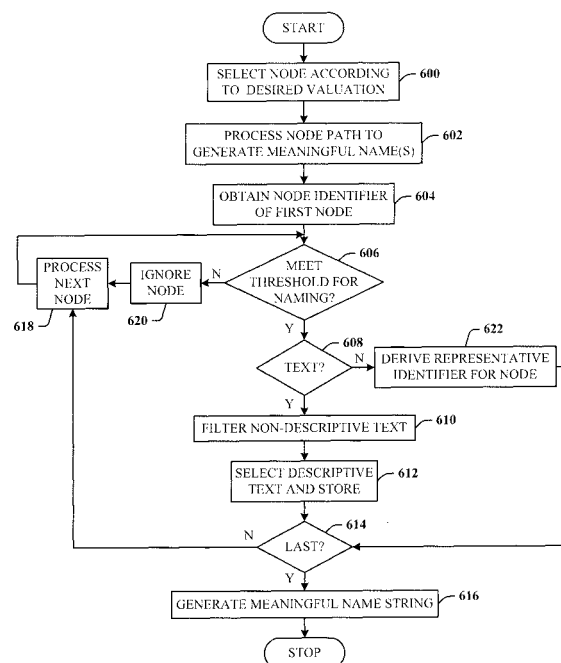 START
SELECT NODE ACCORDING
TO DESIRED VALUATION
600
PROCESS NODE PATH TO
GENERATE MEANINGFUL NAME(S)
602
OBTAIN NODE IDENTIFIER
OF FIRST NODE
604
MEET
THRESHOLD FOR
NAMING?
606
N
IGNORE
NODE
620
PROCESS
NEXT
NODE
618
Y
TEXT?
608
N
DERIVE REPRESENTATIVE
IDENTIFIER FOR NODE
622
Y
FILTER NON-DESCRIPTIVE TEXT
610
SELECT DESCRIPTIVE
TEXT AND STORE
612
LAST?
614
N
Y
GENERATE MEANINGFUL NAME STRING
616
STOP